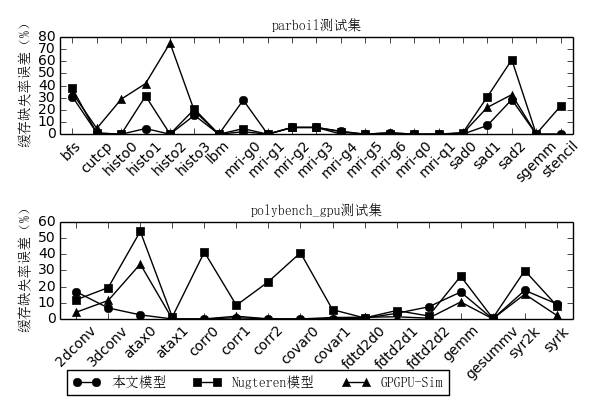 parboil测试集
缓存缺失率误差 (%)
80
70
60
50
40
30
20
10
0
bfs cutcp histo0 histo1 histo2 histo3 lbm mri-g0 mri-g1 mri-g2 mri-g3 mri-g4 mri-g5 mri-g6 mri-q0 mri-q1 sad0 sad1 sad2 sgemm stencil
polybench_gpu测试集
缓存缺失率误差 (%)
60
50
40
30
20
10
0
2dconv 3dconv atax0 atax1 corr0 corr1 corr2 covar0 covar1 fdtd2d0 fdtd2d1 fdtd2d2 gemm gesummv syr2k syrk
本文模型 Nugteren模型 GPGPU-Sim